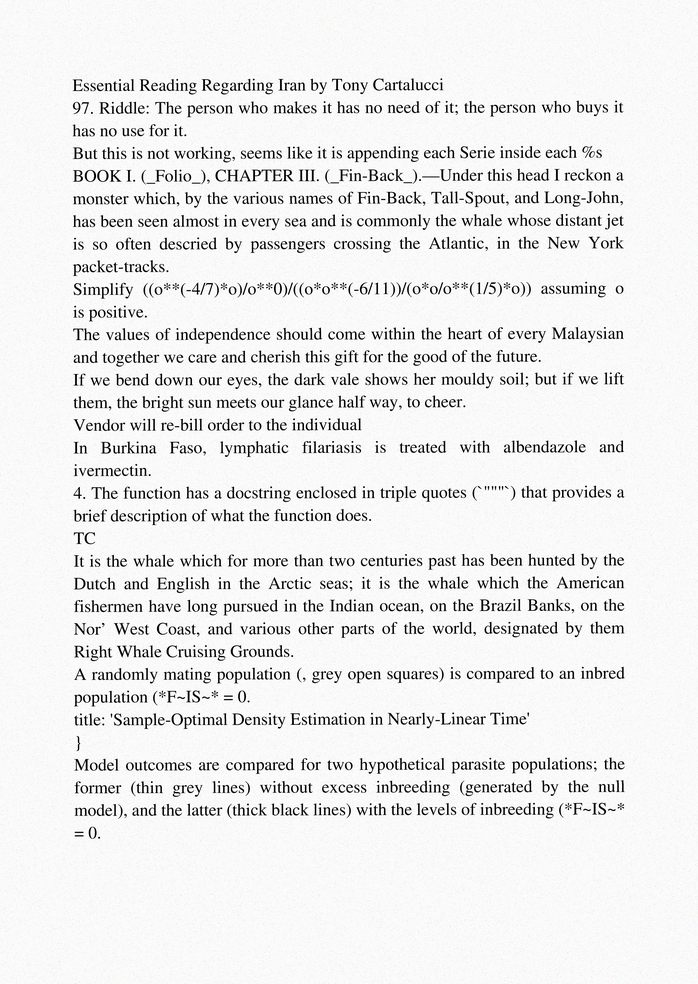 Essential Reading Regarding Iran by Tony Cartalucci
97. Riddle: The person who makes it has no need of it; the person who buys it
has no use for it.
But this is not working, seems like it is appending each Serie inside each %s
BOOK I. (_Folio_), CHAPTER III. (_Fin-Back_).—Under this head I reckon a
monster which, by the various names of Fin-Back, Tall-Spout, and Long-John,
has been seen almost in every sea and is commonly the whale whose distant jet
is so often descried by passengers crossing the Atlantic, in the New York
packet-tracks.
Simplify ((o**(-4/7)*o)/o**0)/((o*o**(-6/11))/(o*o/o**(1/5)*o)) assuming o
is positive.
The values of independence should come within the heart of every Malaysian
and together we care and cherish this gift for the good of the future.
If we bend down our eyes, the dark vale shows her mouldy soil; but if we lift
them, the bright sun meets our glance half way, to cheer.
Vendor will re-bill order to the individual
In Burkina Faso, lymphatic filariasis is treated with albendazole and
ivermectin.
4. The function has a docstring enclosed in triple quotes (`"""`) that provides a
brief description of what the function does.
TC
It is the whale which for more than two centuries past has been hunted by the
Dutch and English in the Arctic seas; it is the whale which the American
fishermen have long pursued in the Indian ocean, on the Brazil Banks, on the
Nor’ West Coast, and various other parts of the world, designated by them
Right Whale Cruising Grounds.
A randomly mating population (, grey open squares) is compared to an inbred
population (*F~IS~* = 0.
title: 'Sample-Optimal Density Estimation in Nearly-Linear Time'
}
Model outcomes are compared for two hypothetical parasite populations; the
former (thin grey lines) without excess inbreeding (generated by the null
model), and the latter (thick black lines) with the levels of inbreeding (*F~IS~*
= 0.